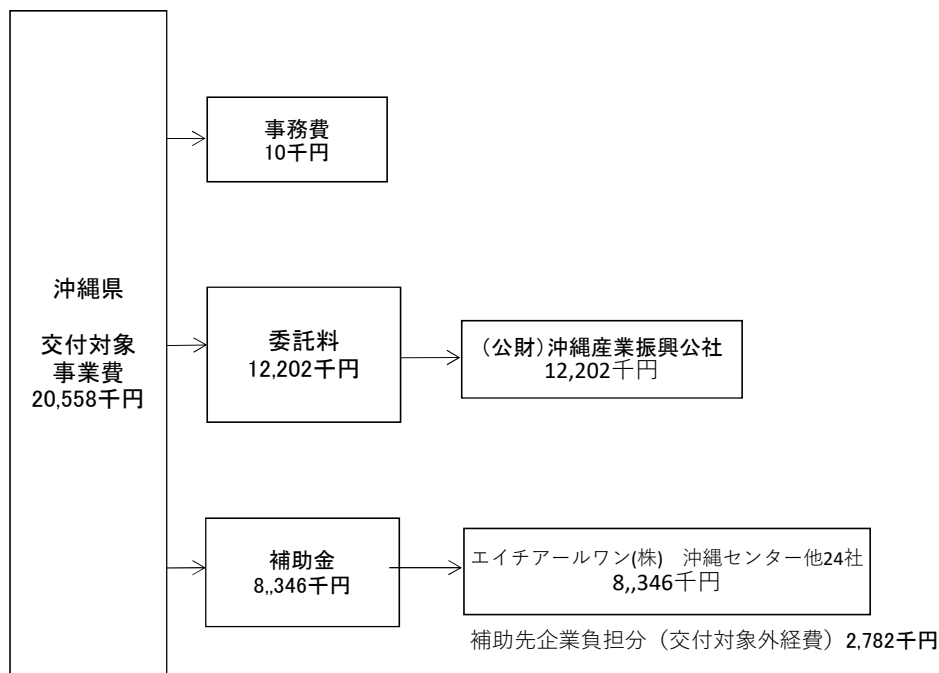 沖縄県
交付対象
事業費
20,558千円
事務費
10千円
委託料
12,202千円
(公財)沖縄産業振興公社
12,202千円
補助金
8,,346千円
エイチアールワン(株)　沖縄センター他24社
8,,346千円
補助先企業負担分（交付対象外経費）2,782千円